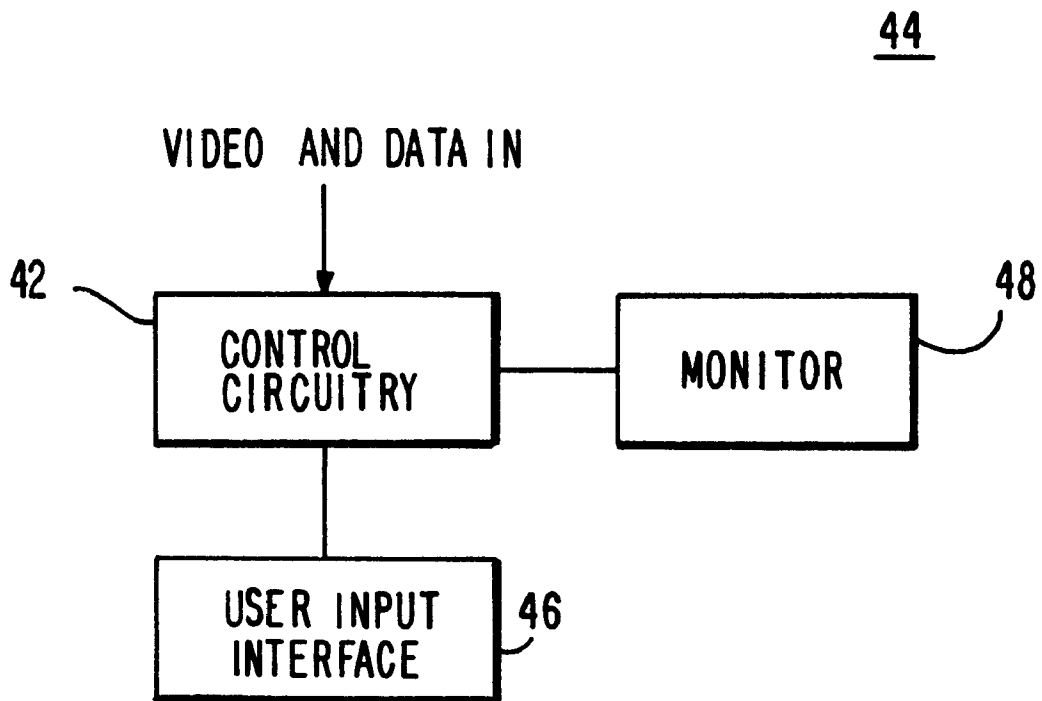 44
VIDEO AND DATA IN
42
CONTROL
CIRCUITRY
MONITOR
48
USER INPUT
INTERFACE
46